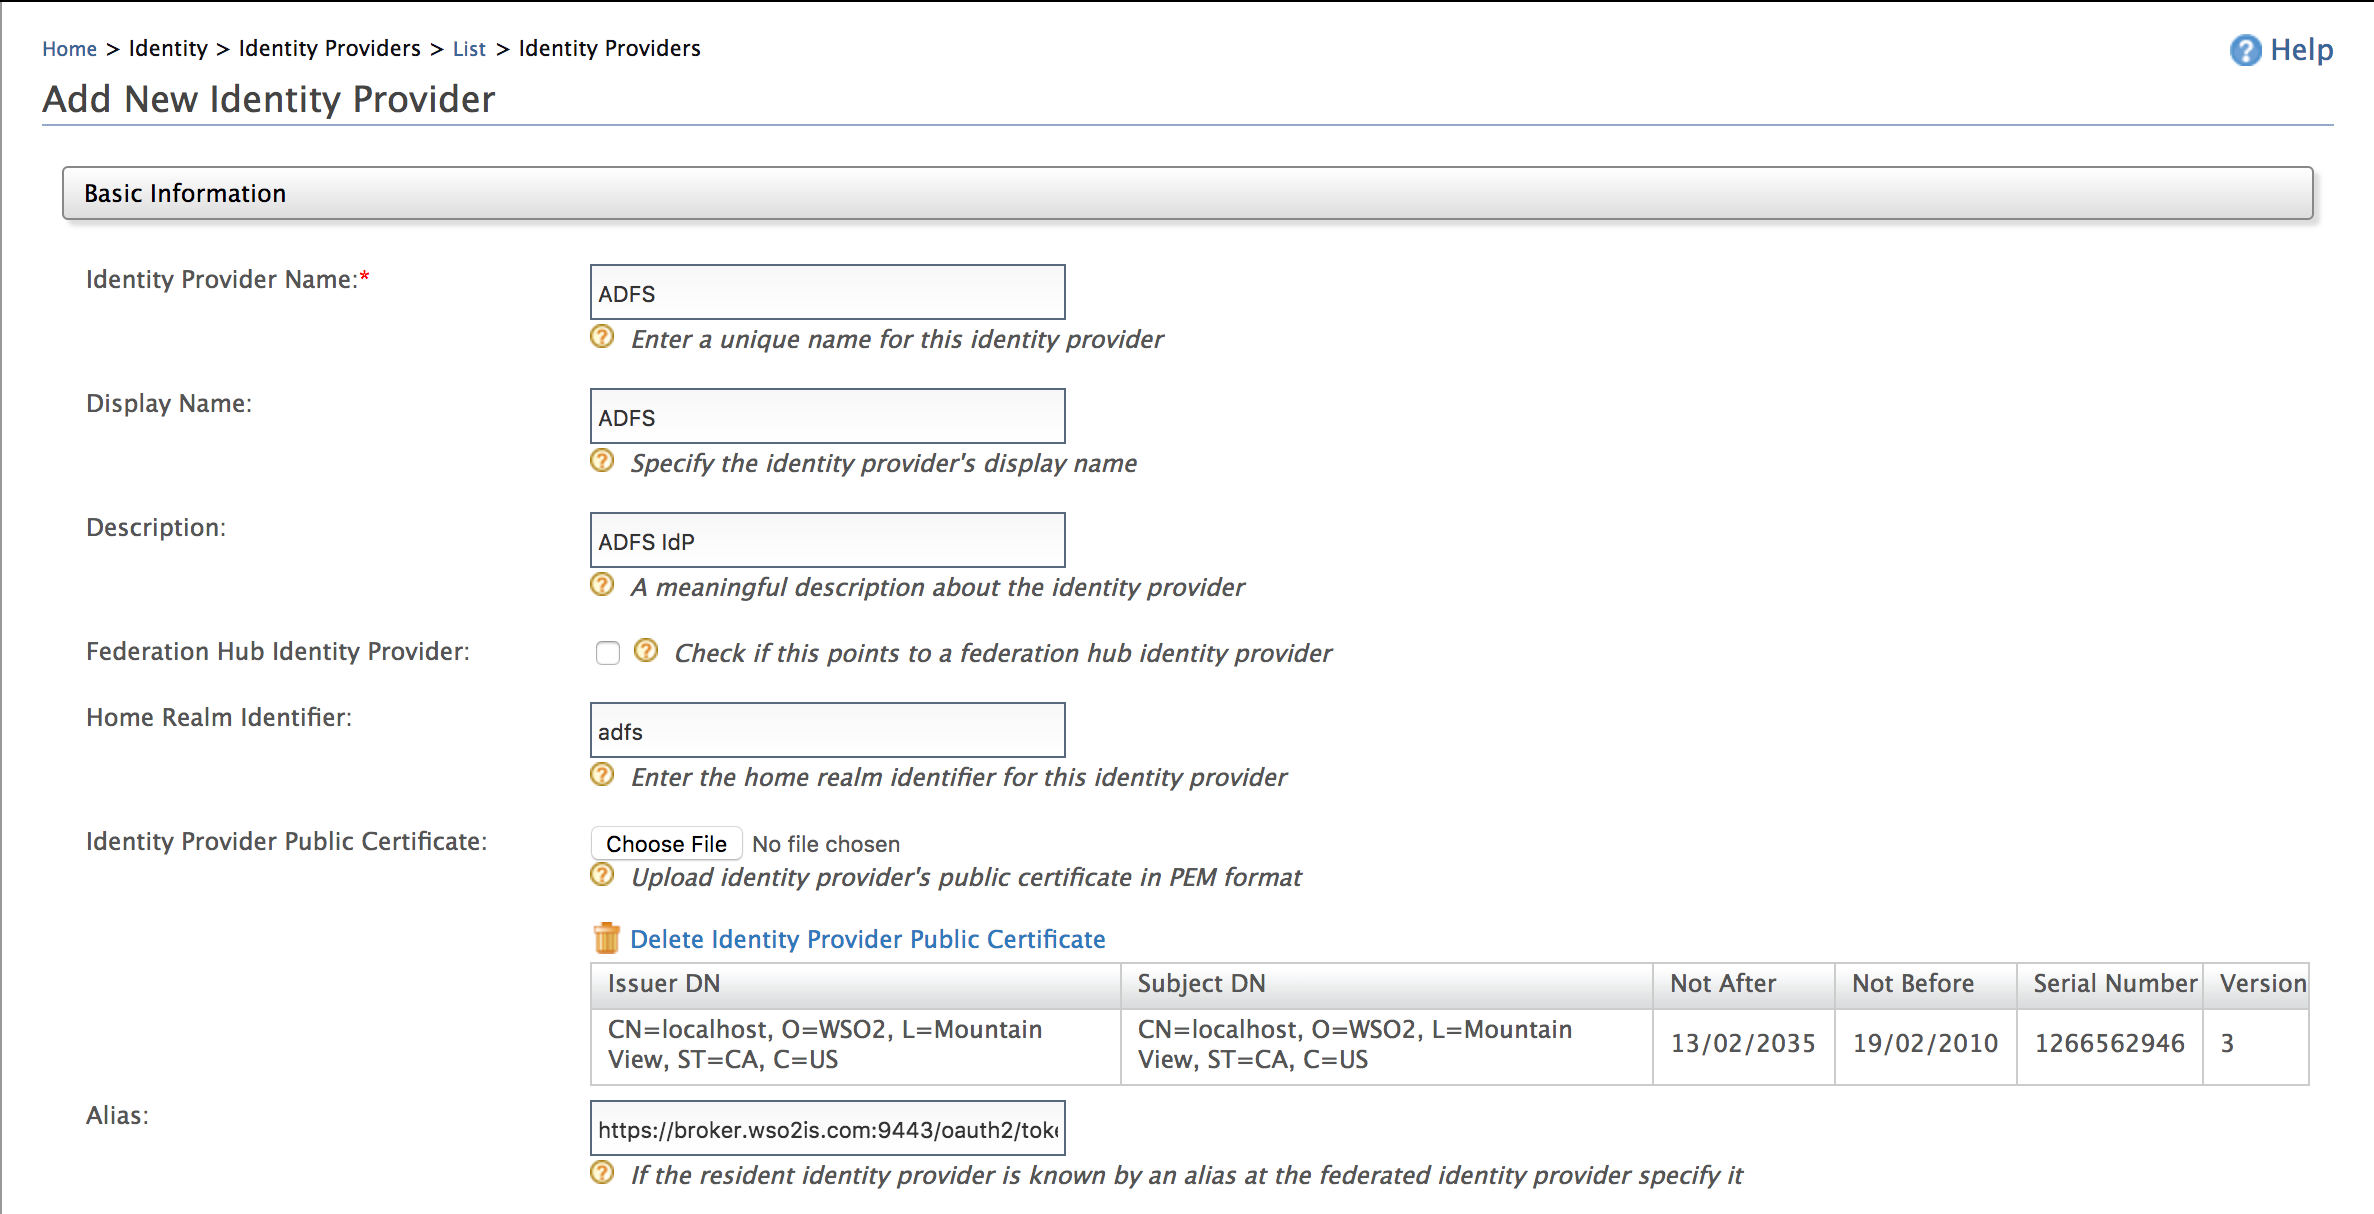 Home > Identity > Identity Providers > List > Identity Providers
Help
Add New Identity Provider
Basic Information
Identity Provider Name:*
ADFS
Enter a unique name for this identity provider
Display Name:
ADFS
Specify the identity provider's display name
Description:
ADFS IdP
A meaningful description about the identity provider
Federation Hub Identity Provider:
Check if this points to a federation hub identity provider
Home Realm Identifier:
adfs
Enter the home realm identifier for this identity provider
Identity Provider Public Certificate:
Choose File No file chosen
Upload identity provider's public certificate in PEM format
Delete Identity Provider Public Certificate
Issuer DN Subject DN Not After Not Before Serial Number Version
CN=localhost, O=WSO2, L=Mountain
View, ST=CA, C=US
CN=localhost, O=WSO2, L=Mountain
View, ST=CA, C=US
13/02/2035 19/02/2010 1266562946 3
Alias:
https://broker.wso2is.com:9443/oauth2/toke
If the resident identity provider is known by an alias at the federated identity provider specify it